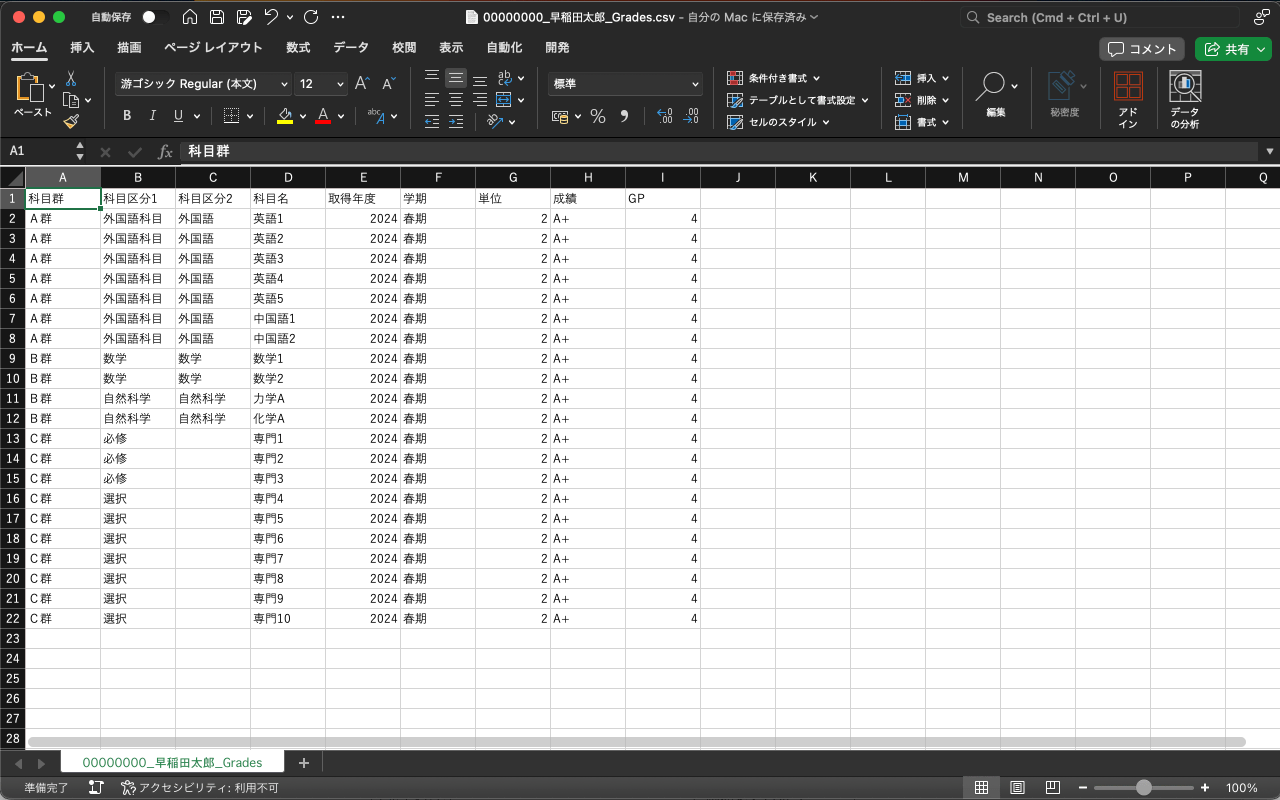 自動保存 00000000_早稲田太郎_Grades.csv - 自分の Mac に保存済み Search (Cmd + Ctrl + U)
ホーム 挿入 描画 ページ レイアウト 数式 データ 校閲 表示 自動化 開発 コメント 共有
ペースト 游ゴシック Regular (本文) 12 標準 条件付き書式 テーブルとして書式設定 セルのスタイル 挿入 削除 書式 編集 秘密度 アドイン データの分析
A1 fx 科目群
A B C D E F G H I J K L M N O P Q
1 科目群 科目区分1 科目区分2 科目名 取得年度 学期 単位 成績 GP
2 A群 外国語科目 外国語 英語1 2024 春期 2 A+ 4
3 A群 外国語科目 外国語 英語2 2024 春期 2 A+ 4
4 A群 外国語科目 外国語 英語3 2024 春期 2 A+ 4
5 A群 外国語科目 外国語 英語4 2024 春期 2 A+ 4
6 A群 外国語科目 外国語 英語5 2024 春期 2 A+ 4
7 A群 外国語科目 外国語 中国語1 2024 春期 2 A+ 4
8 A群 外国語科目 外国語 中国語2 2024 春期 2 A+ 4
9 B群 数学 数学 数学1 2024 春期 2 A+ 4
10 B群 数学 数学 数学2 2024 春期 2 A+ 4
11 B群 自然科学 自然科学 力学A 2024 春期 2 A+ 4
12 B群 自然科学 自然科学 化学A 2024 春期 2 A+ 4
13 C群 必修 専門1 2024 春期 2 A+ 4
14 C群 必修 専門2 2024 春期 2 A+ 4
15 C群 必修 専門3 2024 春期 2 A+ 4
16 C群 選択 専門4 2024 春期 2 A+ 4
17 C群 選択 専門5 2024 春期 2 A+ 4
18 C群 選択 専門6 2024 春期 2 A+ 4
19 C群 選択 専門7 2024 春期 2 A+ 4
20 C群 選択 専門8 2024 春期 2 A+ 4
21 C群 選択 専門9 2024 春期 2 A+ 4
22 C群 選択 専門10 2024 春期 2 A+ 4
23
24
25
26
27
28
00000000_早稲田太郎_Grades
準備完了 アクセシビリティ: 利用不可 100%